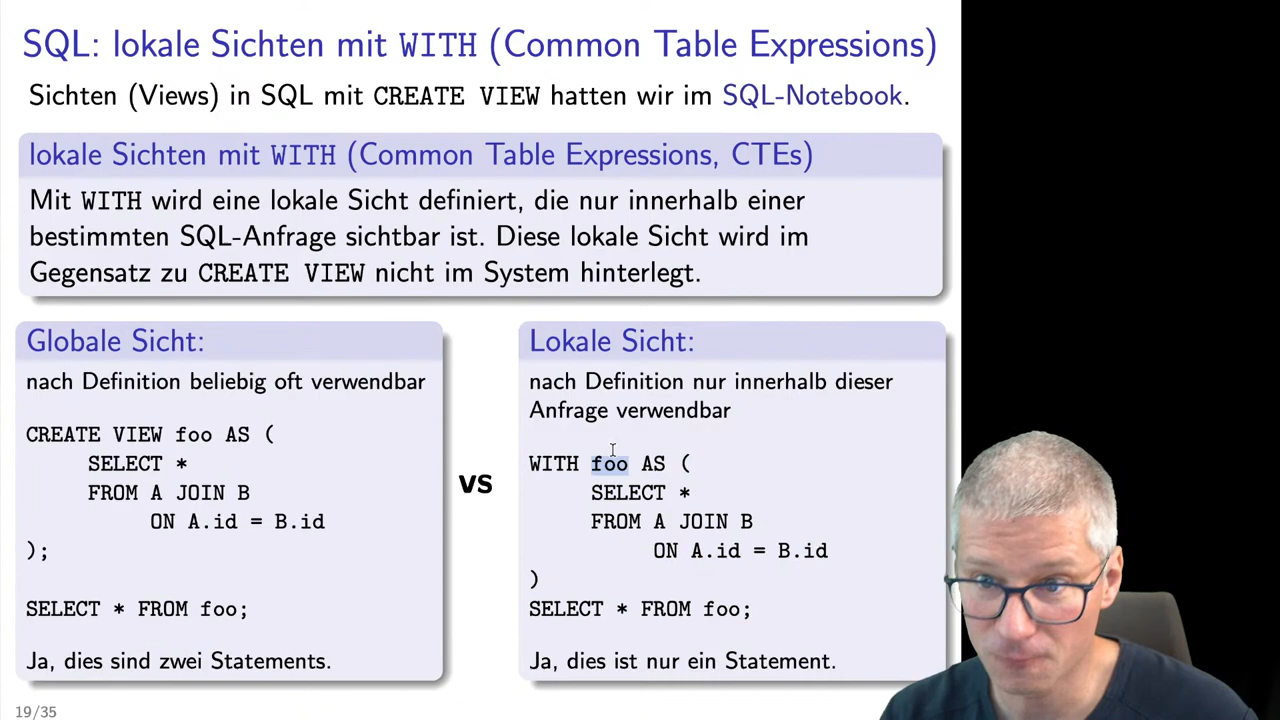 SQL: lokale Sichten mit WITH (Common Table Expressions)
Sichten (Views) in SQL mit CREATE VIEW hatten wir im SQL-Notebook.
lokale Sichten mit WITH (Common Table Expressions, CTEs)
Mit WITH wird eine lokale Sicht definiert, die nur innerhalb einer
bestimmten SQL-Anfrage sichtbar ist. Diese lokale Sicht wird im
Gegensatz zu CREATE VIEW nicht im System hinterlegt.
Globale Sicht:
nach Definition beliebig oft verwendbar
CREATE VIEW foo AS (
SELECT *
FROM A JOIN B
ON A.id = B.id
);
SELECT * FROM foo;
Ja, dies sind zwei Statements.
vs
Lokale Sicht:
nach Definition nur innerhalb dieser
Anfrage verwendbar
WITH foo AS (
SELECT *
FROM A JOIN B
ON A.id = B.id
)
SELECT * FROM foo;
Ja, dies ist nur ein Statement.
19/35